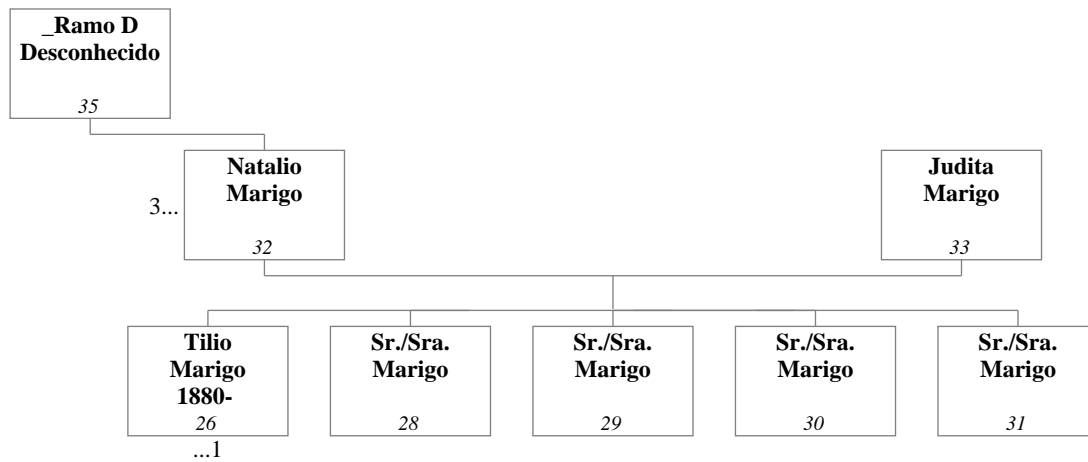 _Ramo D
Desconhecido
35
Natalio
Marigo
3...
32
Judita
Marigo
33
Tilio
Marigo
1880-
26
...1
Sr./Sra.
Marigo
28
Sr./Sra.
Marigo
29
Sr./Sra.
Marigo
30
Sr./Sra.
Marigo
31